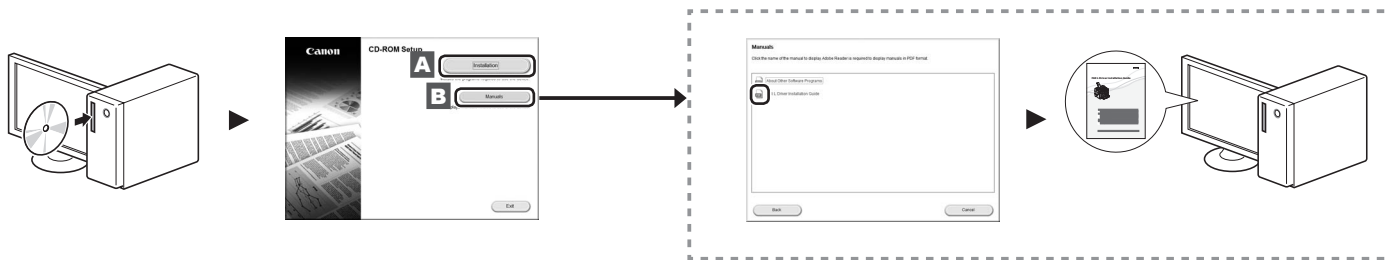 Canon
CD-ROM Setup
A
Installation
B
Manuals
Exit
Manuals
Click the name of the manual to display. Adobe Reader is required to display manuals in PDF format.
About Other Software Programs
Driver Installation Guide
Back
Cancel